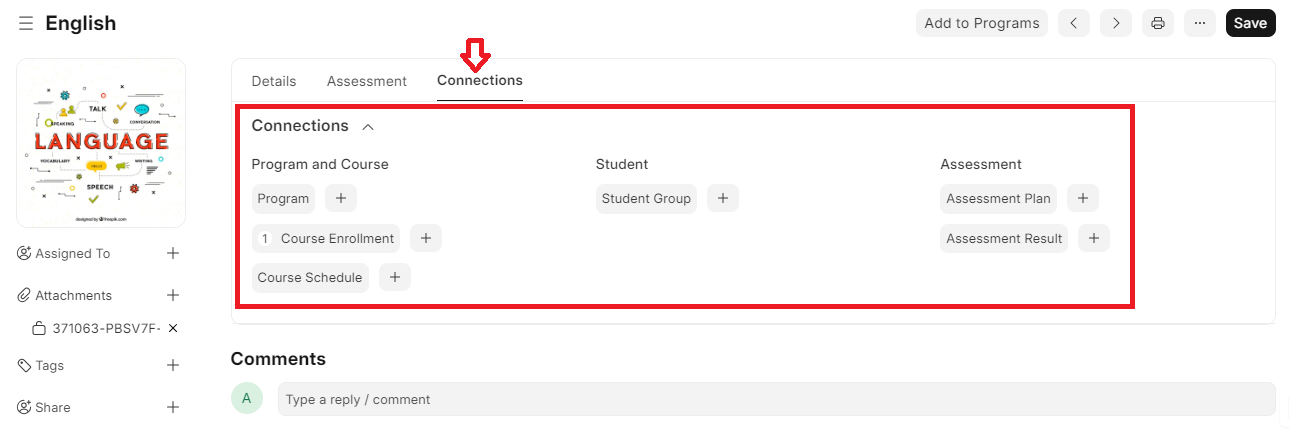 English
Add to Programs
Save
TALK
SPEAKING
CONVERSATION
LANGUAGE
VOCABULARY
HELLO
WRITING
SPEECH
designed by freepik.com
Assigned To
Attachments
371063-PBSV7F-
Tags
Share
Details Assessment Connections
Connections
Program and Course Student Assessment
Program Student Group Assessment Plan
1 Course Enrollment Assessment Result
Course Schedule
Comments
A Type a reply / comment